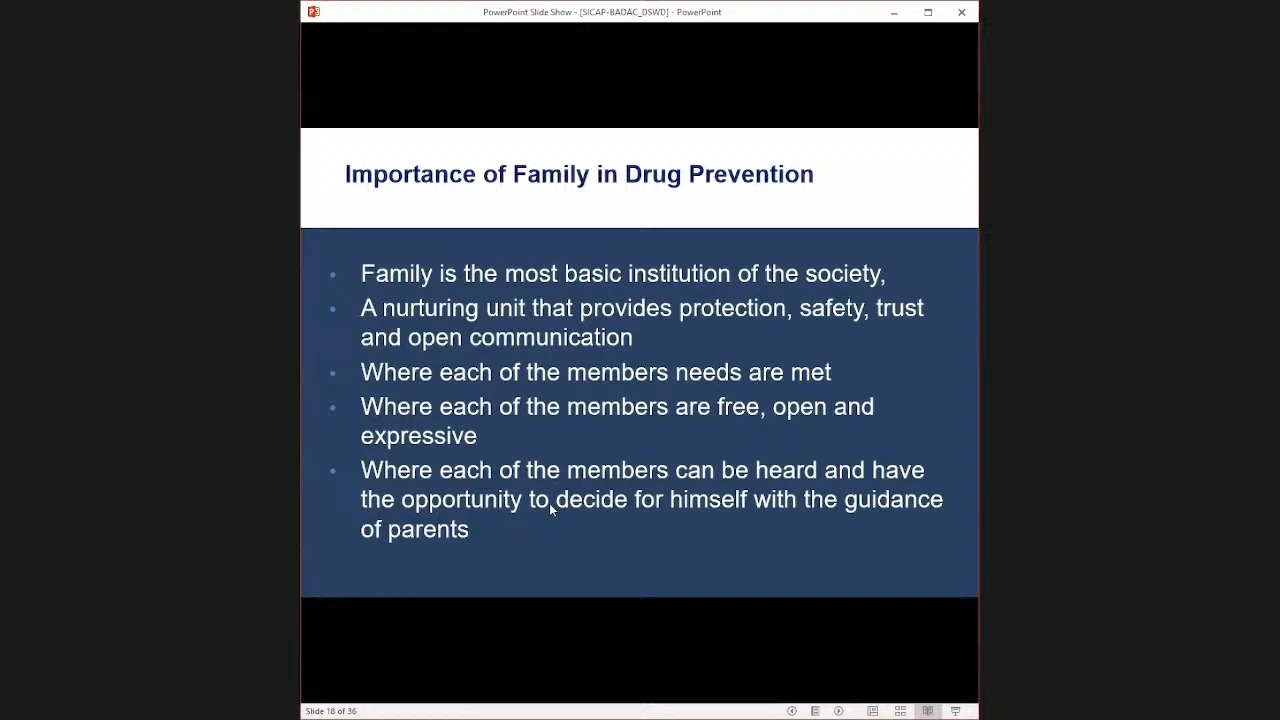 PowerPoint Slide Show - [SICAP-BADAC_DSWD] - PowerPoint
Importance of Family in Drug Prevention
• Family is the most basic institution of the society,
• A nurturing unit that provides protection, safety, trust
and open communication
• Where each of the members needs are met
• Where each of the members are free, open and
expressive
• Where each of the members can be heard and have
the opportunity to decide for himself with the guidance
of parents
Slide 18 of 36